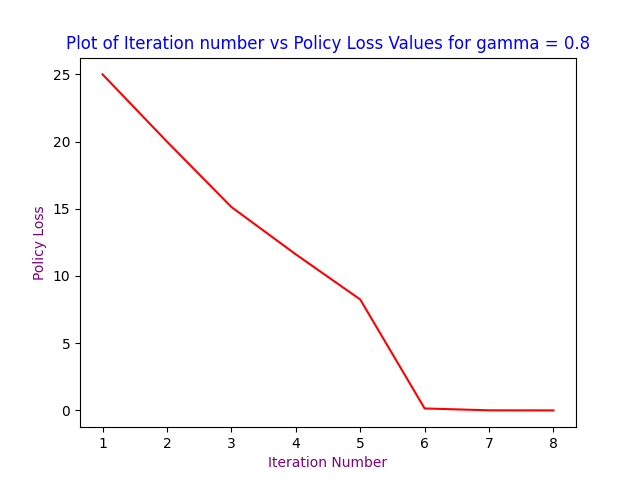 Plot of Iteration number vs Policy Loss Values for gamma = 0.8
25
20
15
10
5
0
Policy Loss
1 2 3 4 5 6 7 8
Iteration Number